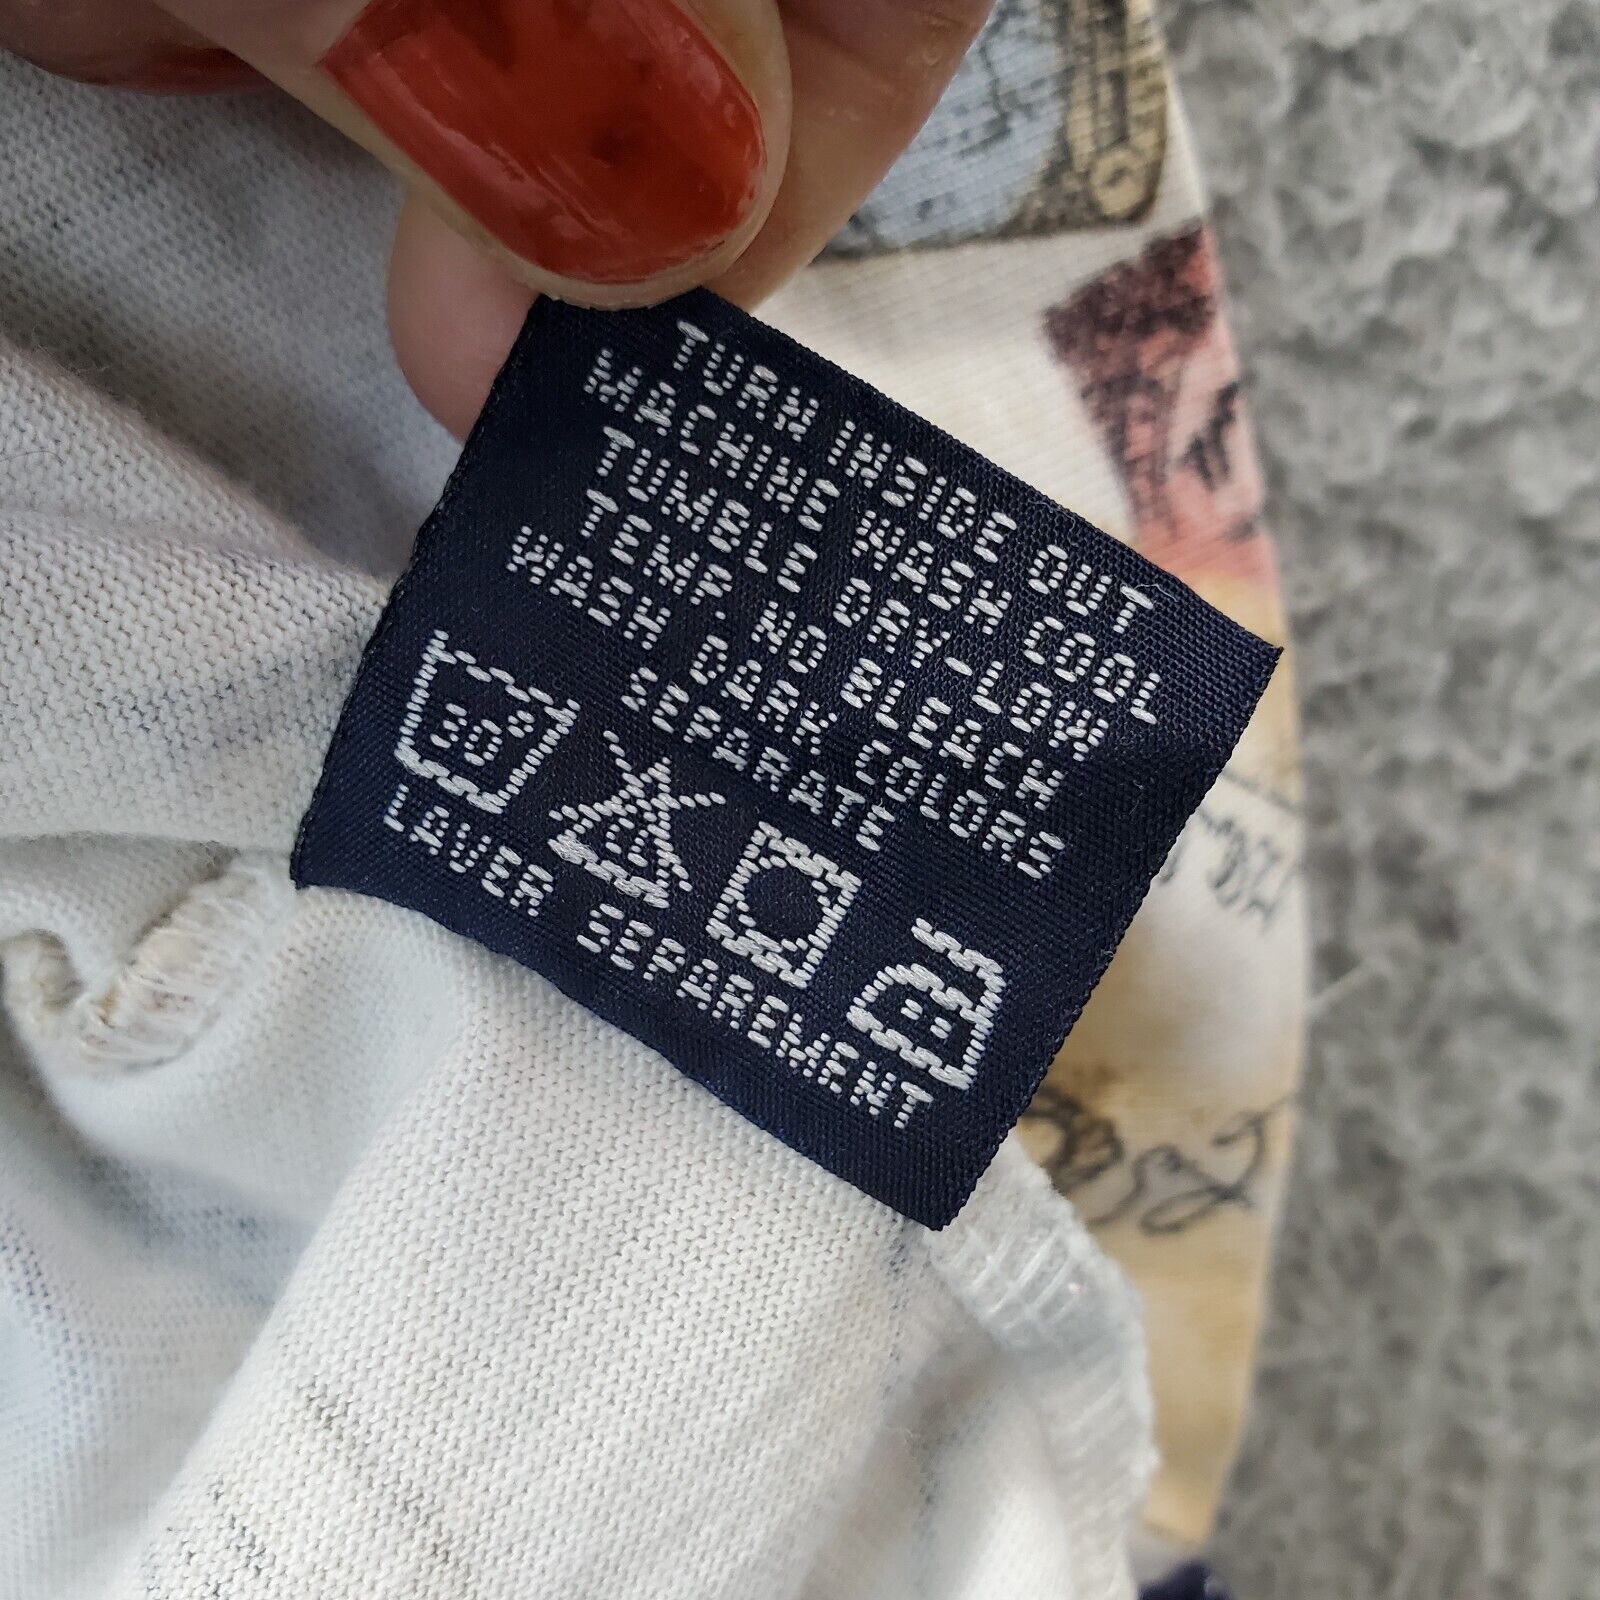 TURN INSIDE OUT
MACHINE WASH COOL
TUMBLE DRY-LOW
TEMP. NO BLEACH
WASH DARK COLORS
SEPARATE
30
CL
LAVER SEPAREMENT